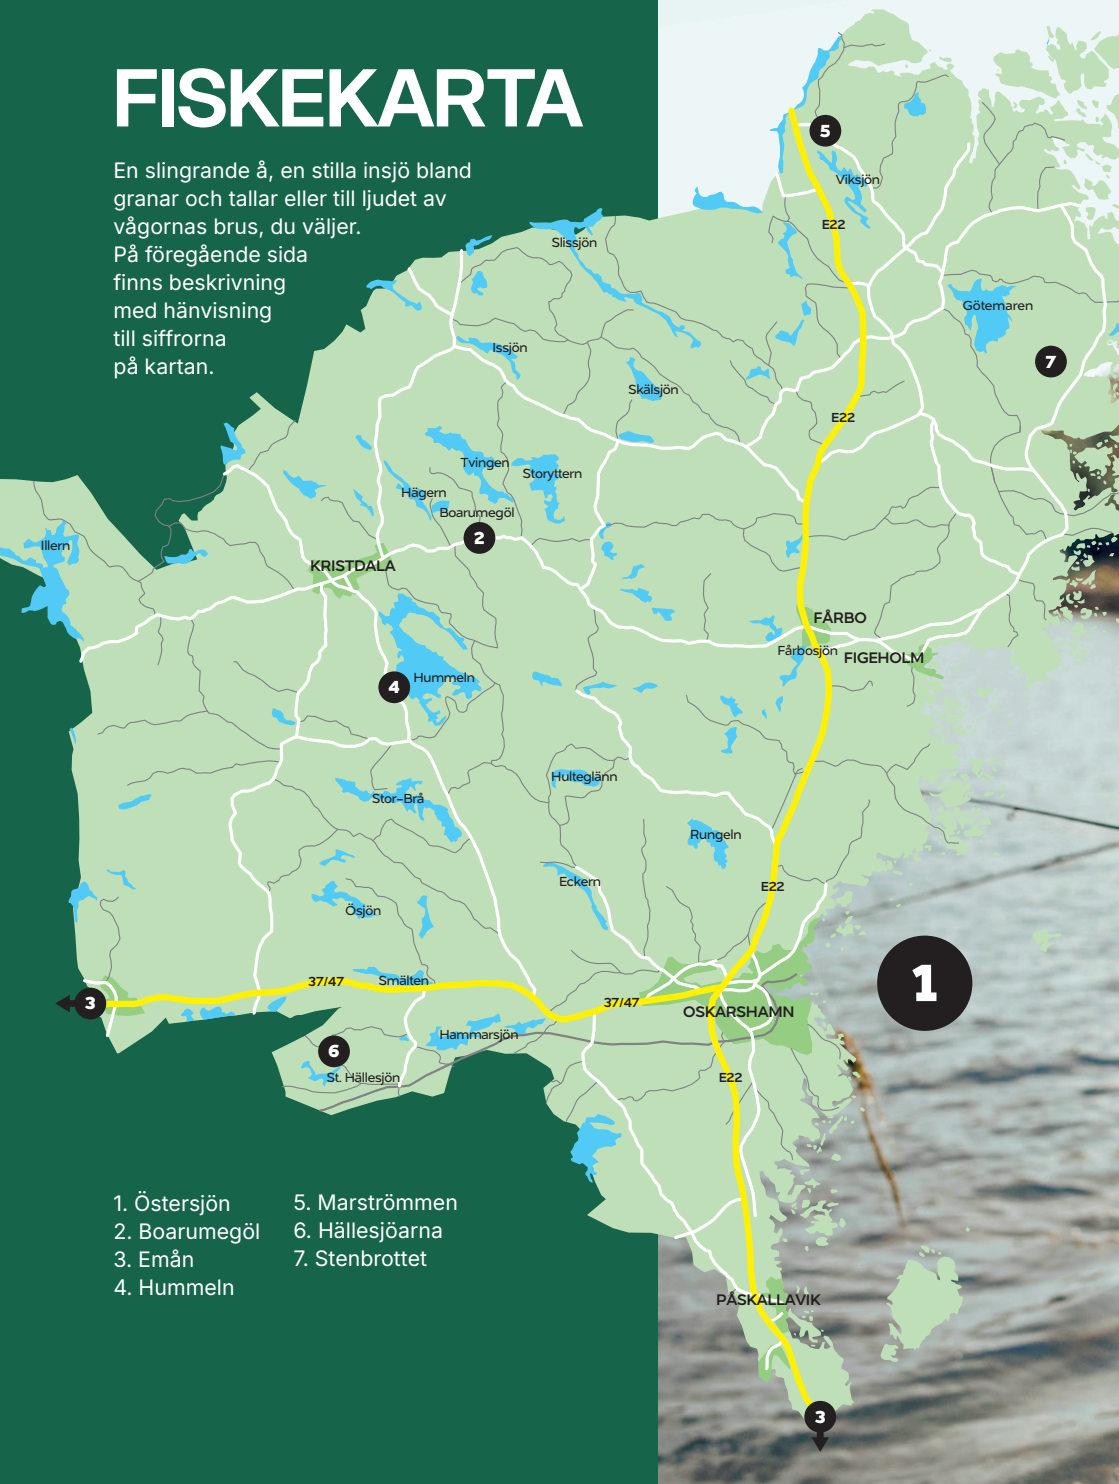 FISKEKARTA
En slingrande å, en stilla insjö bland
granar och tallar eller till ljudet av
vågornas brus, du väljer.
På föregående sida
finns beskrivning
med hänvisning
till siffrorna
på kartan.
5
Viksjön
E22
Slissjön
Götemaren
Issjön
7
Skälsjön
E22
Tvingen
Storyttern
Hägern
Boarumegöl
2
Illern
KRISTDALA
FÅRBO
Fårbosjön
FIGEHOLM
Hummeln
4
Hulteglänn
Stor-Brå
Rungeln
Eckern
E22
Ösjön
37/47
Smälten
1
3
37/47
OSKARSHAMN
Hammarsjön
6
St. Hällesjön
E22
1. Östersjön
2. Boarumegöl
3. Emån
4. Hummeln
5. Marströmmen
6. Hällesjöarna
7. Stenbrottet
PÅSKALLAVIK
3